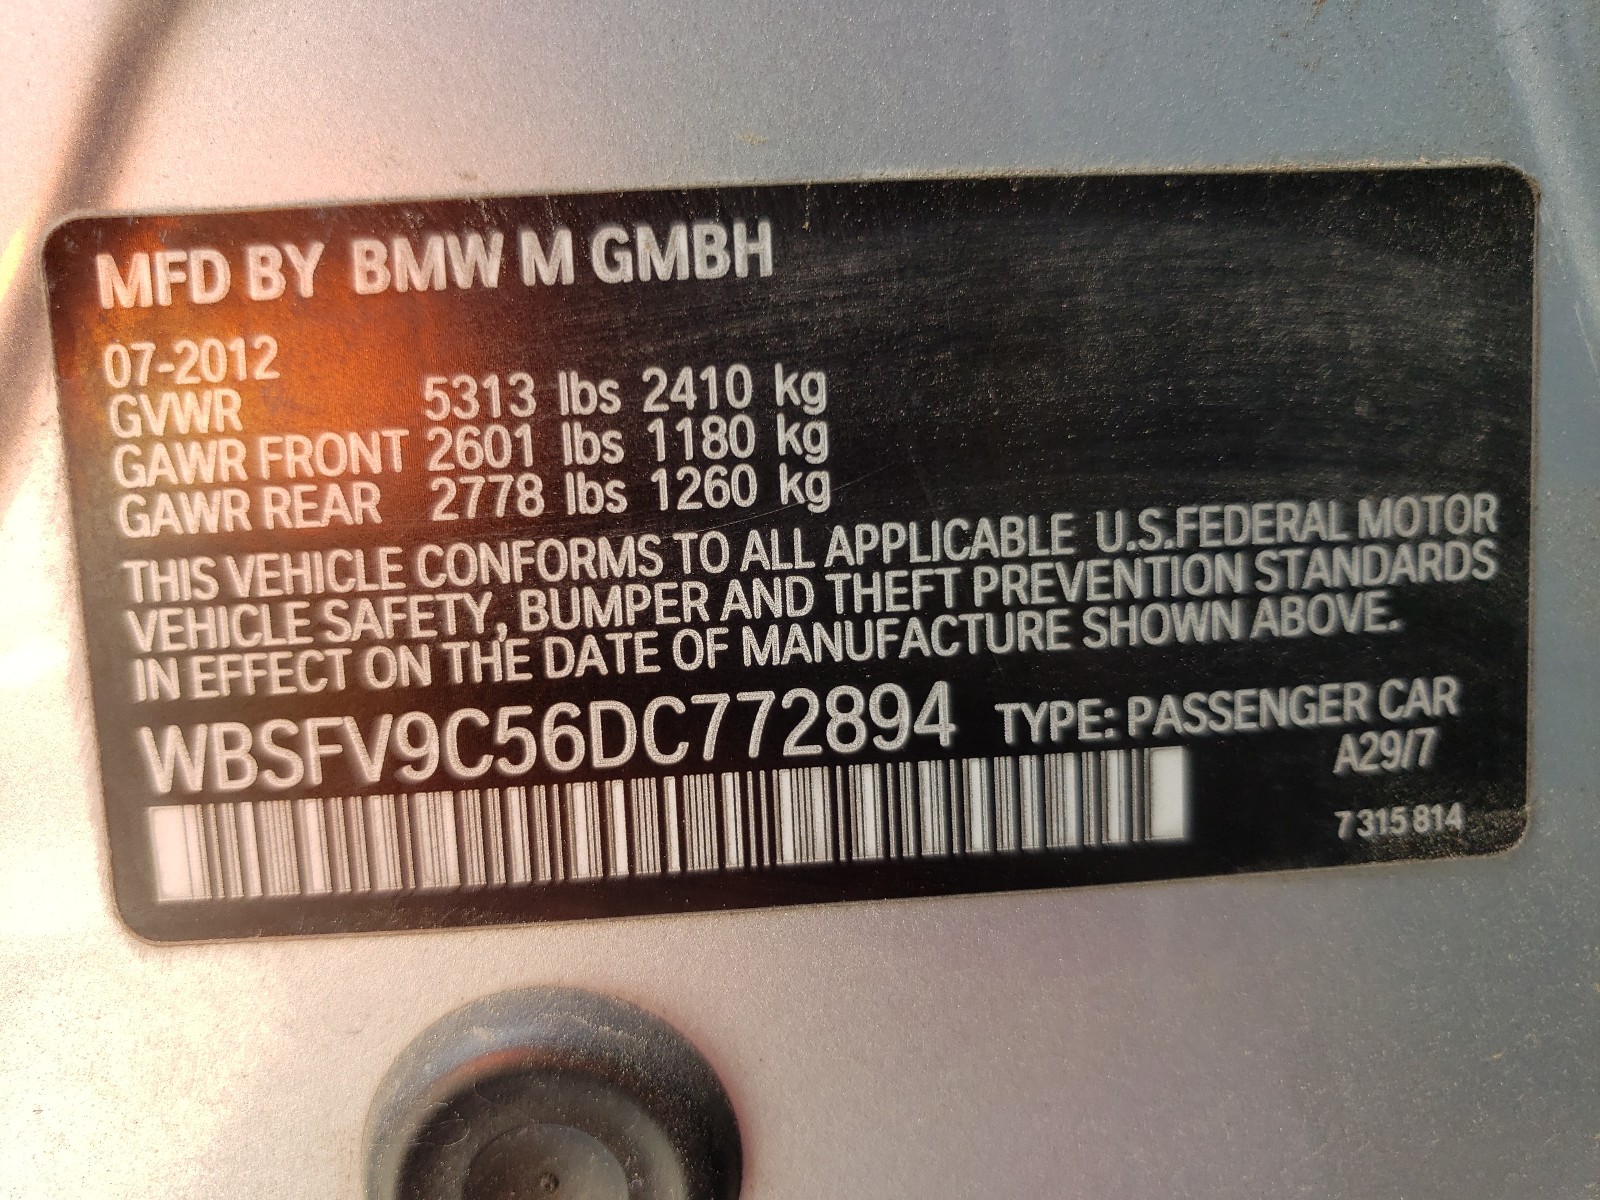 MFD BY BMW M GMBH
07-2012
GVWR 5313 lbs 2410 kg
GAWR FRONT 2601 lbs 1180 kg
GAWR REAR 2778 lbs 1260 kg
THIS VEHICLE CONFORMS TO ALL APPLICABLE U.S.FEDERAL MOTOR
VEHICLE SAFETY, BUMPER AND THEFT PREVENTION STANDARDS
IN EFFECT ON THE DATE OF MANUFACTURE SHOWN ABOVE.
WBSFV9C56DC772894 TYPE: PASSENGER CAR
A29/7
7 315 814